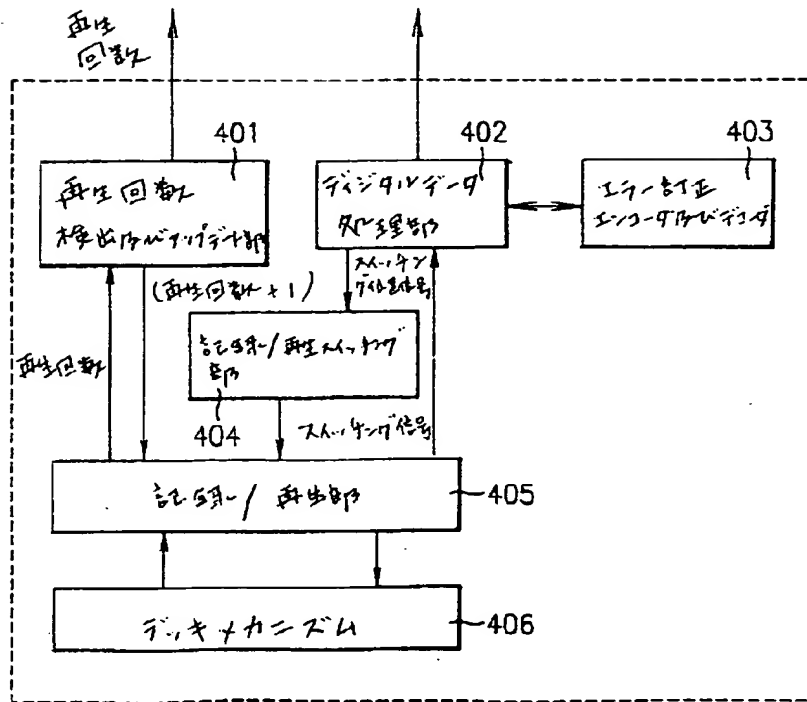 再生
回数
401
402
403
再生回数
検出及びアップデート部
ディジタルデータ
処理部
エラー訂正
エンコーダ及びデコーダ
(再生回数+1)
スイッチン
グ信号
再生回数
記録/再生スイッチング
部
404
スイッチング信号
記録/再生部
405
デッキメカニズム
406